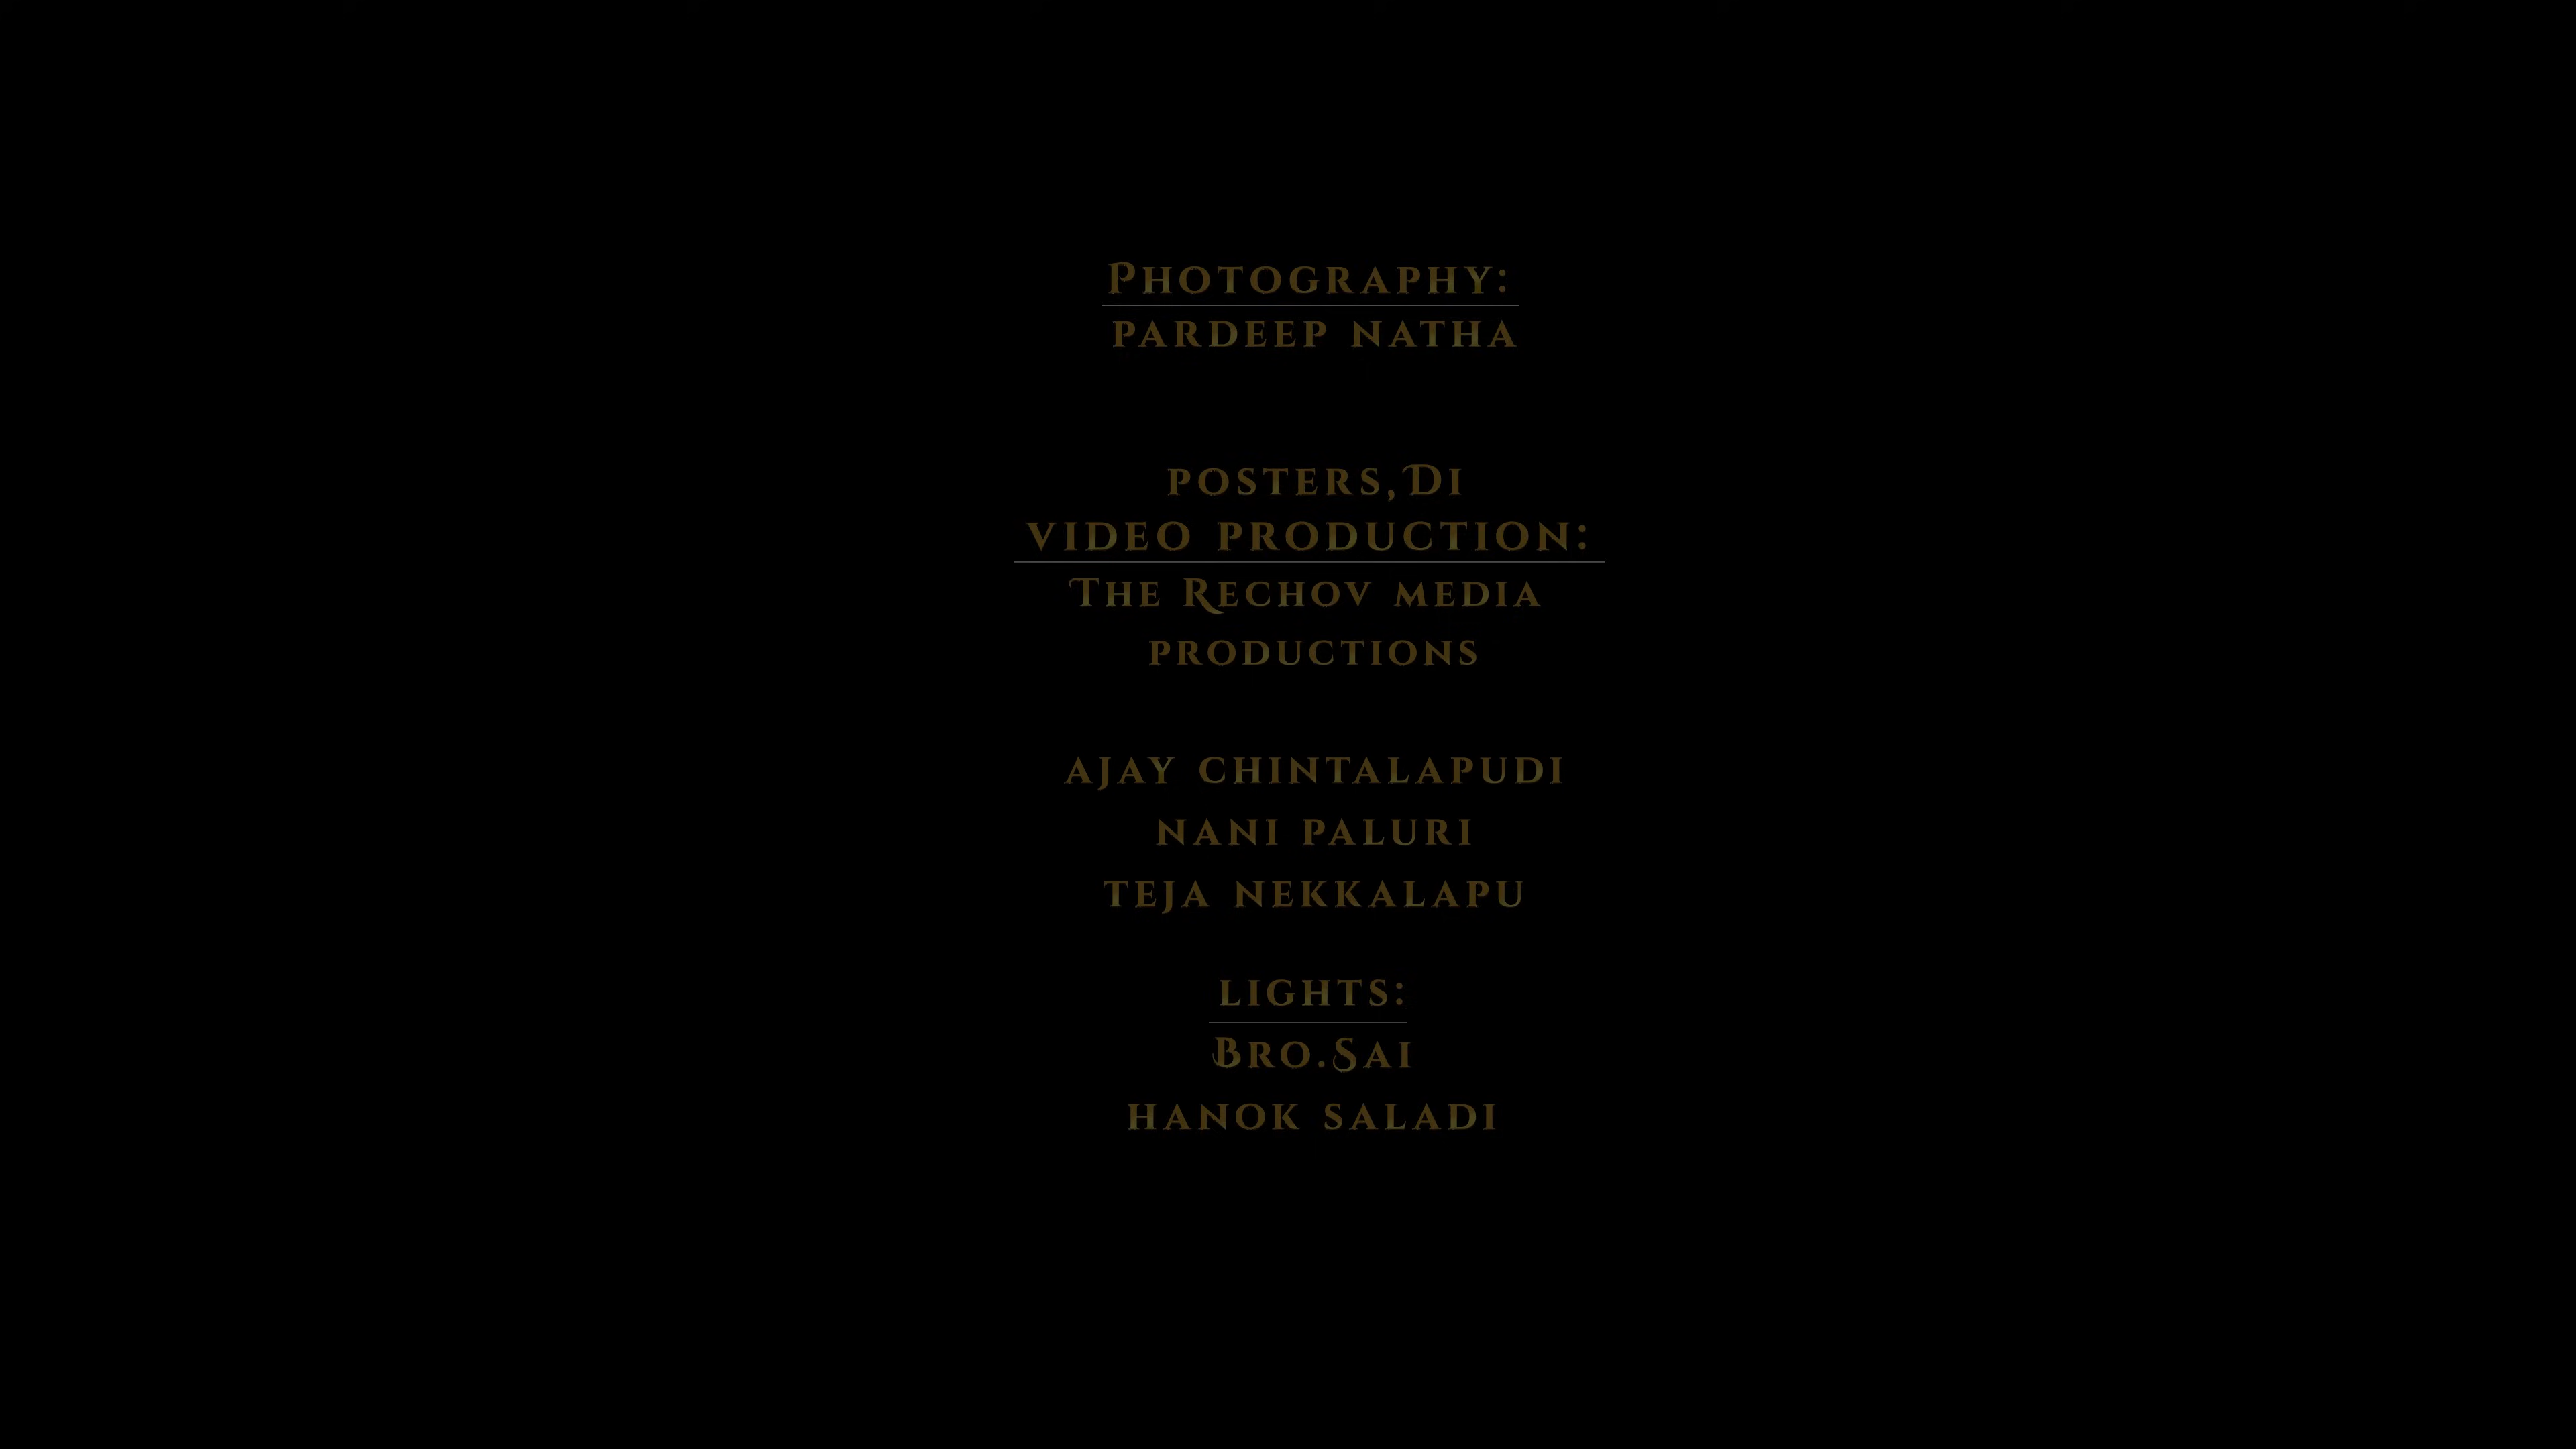 Photography:
pardeep natha
posters,Di
video production:
The Rechov media
productions
ajay chintalapudi
nani paluri
teja nekkalapu
lights:
Bro.Sai
hanok saladi